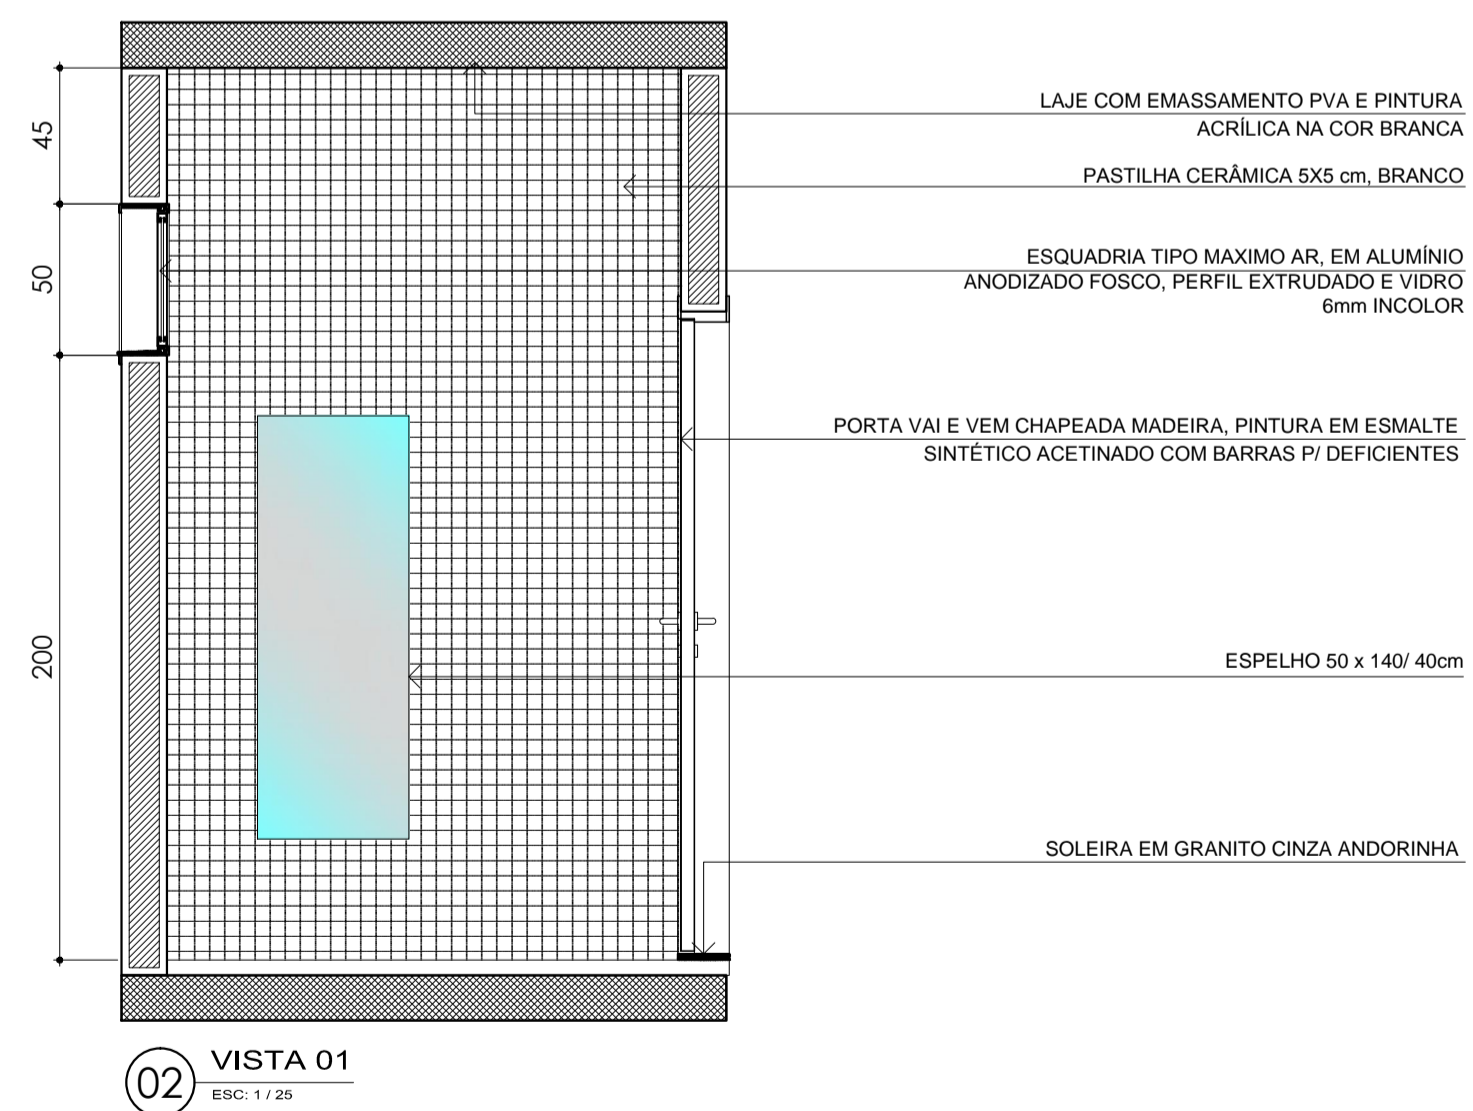 45
50
200
LAJE COM EMASSAMENTO PVA E PINTURA
ACRÍLICA NA COR BRANCA
PASTILHA CERÂMICA 5X5 cm, BRANCO
ESQUADRIA TIPO MAXIMO AR, EM ALUMÍNIO
ANODIZADO FOSCO, PERFIL EXTRUDADO E VIDRO
6mm INCOLOR
PORTA VAI E VEM CHAPEADA MADEIRA, PINTURA EM ESMALTE
SINTÉTICO ACETINADO COM BARRAS P/ DEFICIENTES
ESPELHO 50 x 140/ 40cm
SOLEIRA EM GRANITO CINZA ANDORINHA
02
VISTA 01
ESC: 1 / 25